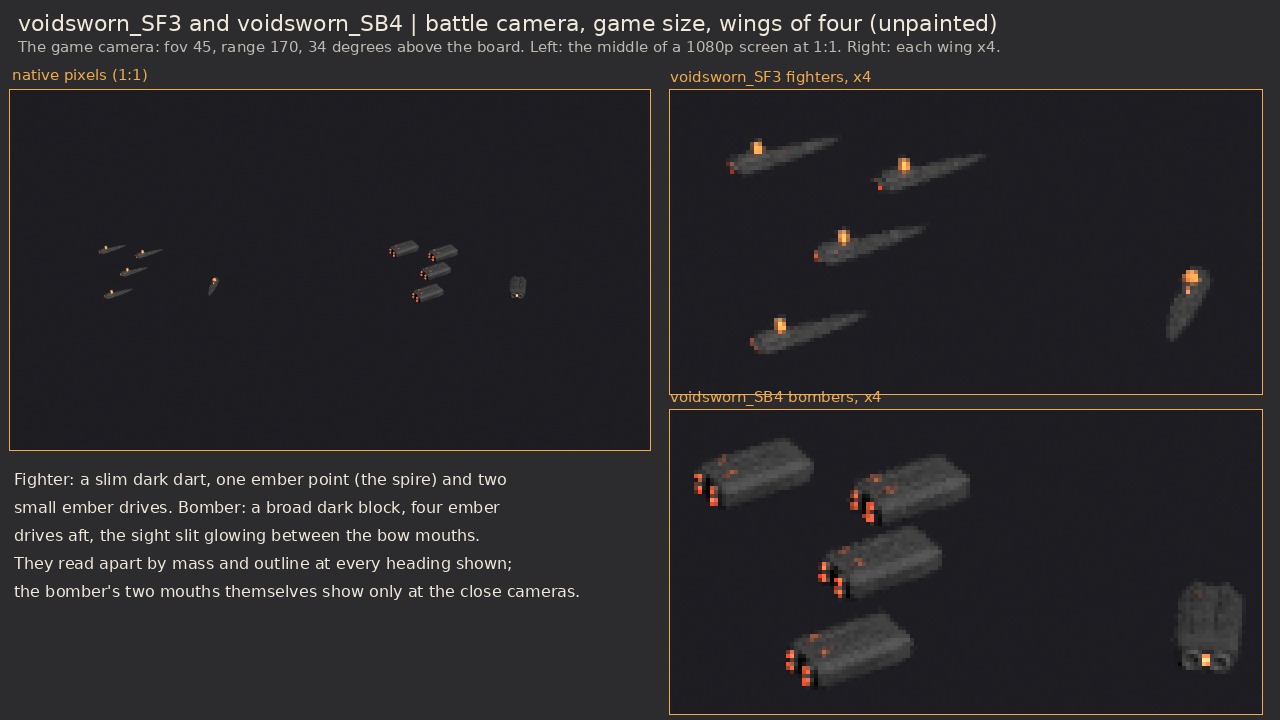 voidsworn_SF3 and voidsworn_SB4 | battle camera, game size, wings of four (unpainted)
The game camera: fov 45, range 170, 34 degrees above the board. Left: the middle of a 1080p screen at 1:1. Right: each wing x4.
native pixels (1:1)
voidsworn_SF3 fighters, x4
voidsworn_SB4 bombers, x4
Fighter: a slim dark dart, one ember point (the spire) and two
small ember drives. Bomber: a broad dark block, four ember
drives aft, the sight slit glowing between the bow mouths.
They read apart by mass and outline at every heading shown;
the bomber's two mouths themselves show only at the close cameras.